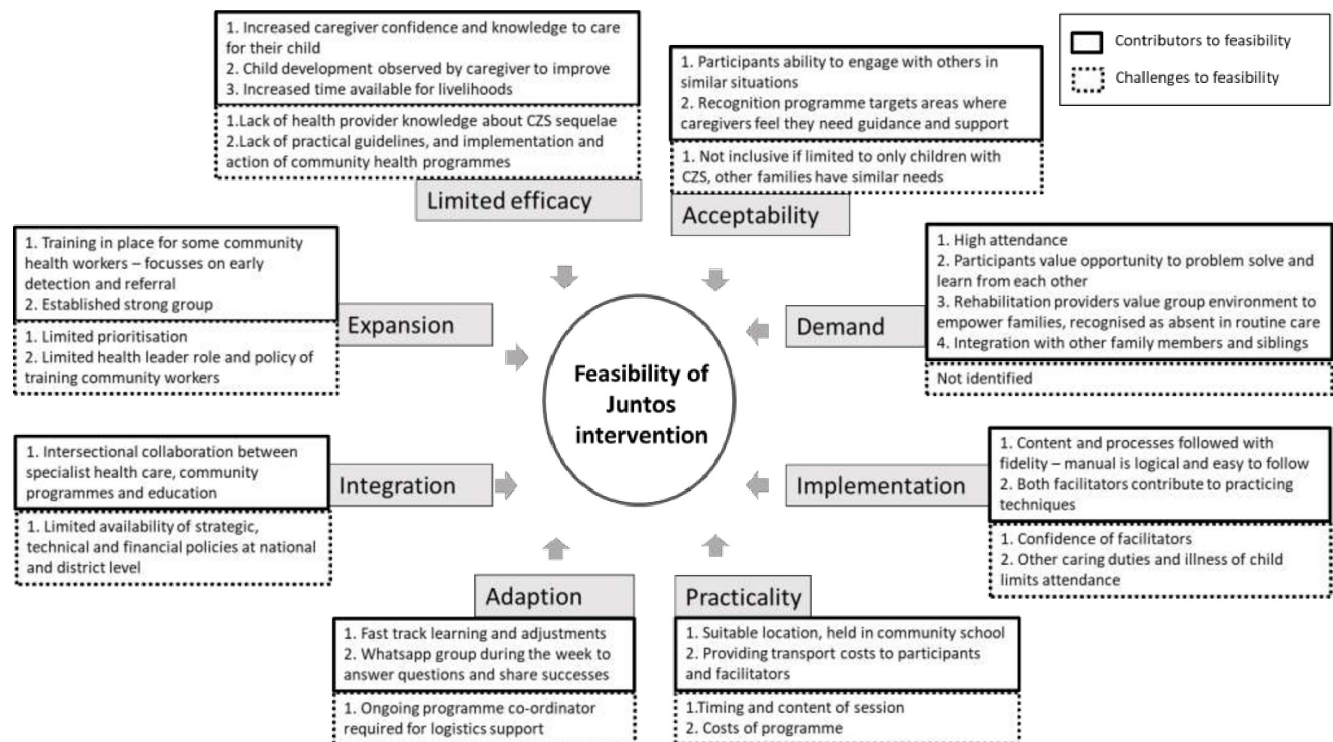 1. Increased caregiver confidence and knowledge to care
for their child
2. Child development observed by caregiver to improve
3. Increased time available for livelihoods
1.Lack of health provider knowledge about CZS sequelae
2.Lack of practical guidelines, and implementation and
action of community health programmes
Limited efficacy
1. Participants ability to engage with others in
similar situations
2. Recognition programme targets areas where
caregivers feel they need guidance and support
1. Not inclusive if limited to only children with
CZS, other families have similar needs
Acceptability
Contributors to feasibility
Challenges to feasibility
1. Training in place for some community
health workers – focusses on early
detection and referral
2. Established strong group
1. Limited prioritisation
2. Limited health leader role and policy of
training community workers
Expansion
1. High attendance
2. Participants value opportunity to problem solve and
learn from each other
3. Rehabilitation providers value group environment to
empower families, recognised as absent in routine care
4. Integration with other family members and siblings
Not identified
Demand
Feasibility of
Juntos
intervention
1. Intersectional collaboration between
specialist health care, community
programmes and education
1. Limited availability of strategic,
technical and financial policies at national
and district level
Integration
1. Content and processes followed with
fidelity – manual is logical and easy to follow
2. Both facilitators contribute to practicing
techniques
1. Confidence of facilitators
2. Other caring duties and illness of child
limits attendance
Implementation
Adaption
1. Fast track learning and adjustments
2. Whatsapp group during the week to
answer questions and share successes
1. Ongoing programme co-ordinator
required for logistics support
Practicality
1. Suitable location, held in community school
2. Providing transport costs to participants
and facilitators
1.Timing and content of session
2. Costs of programme